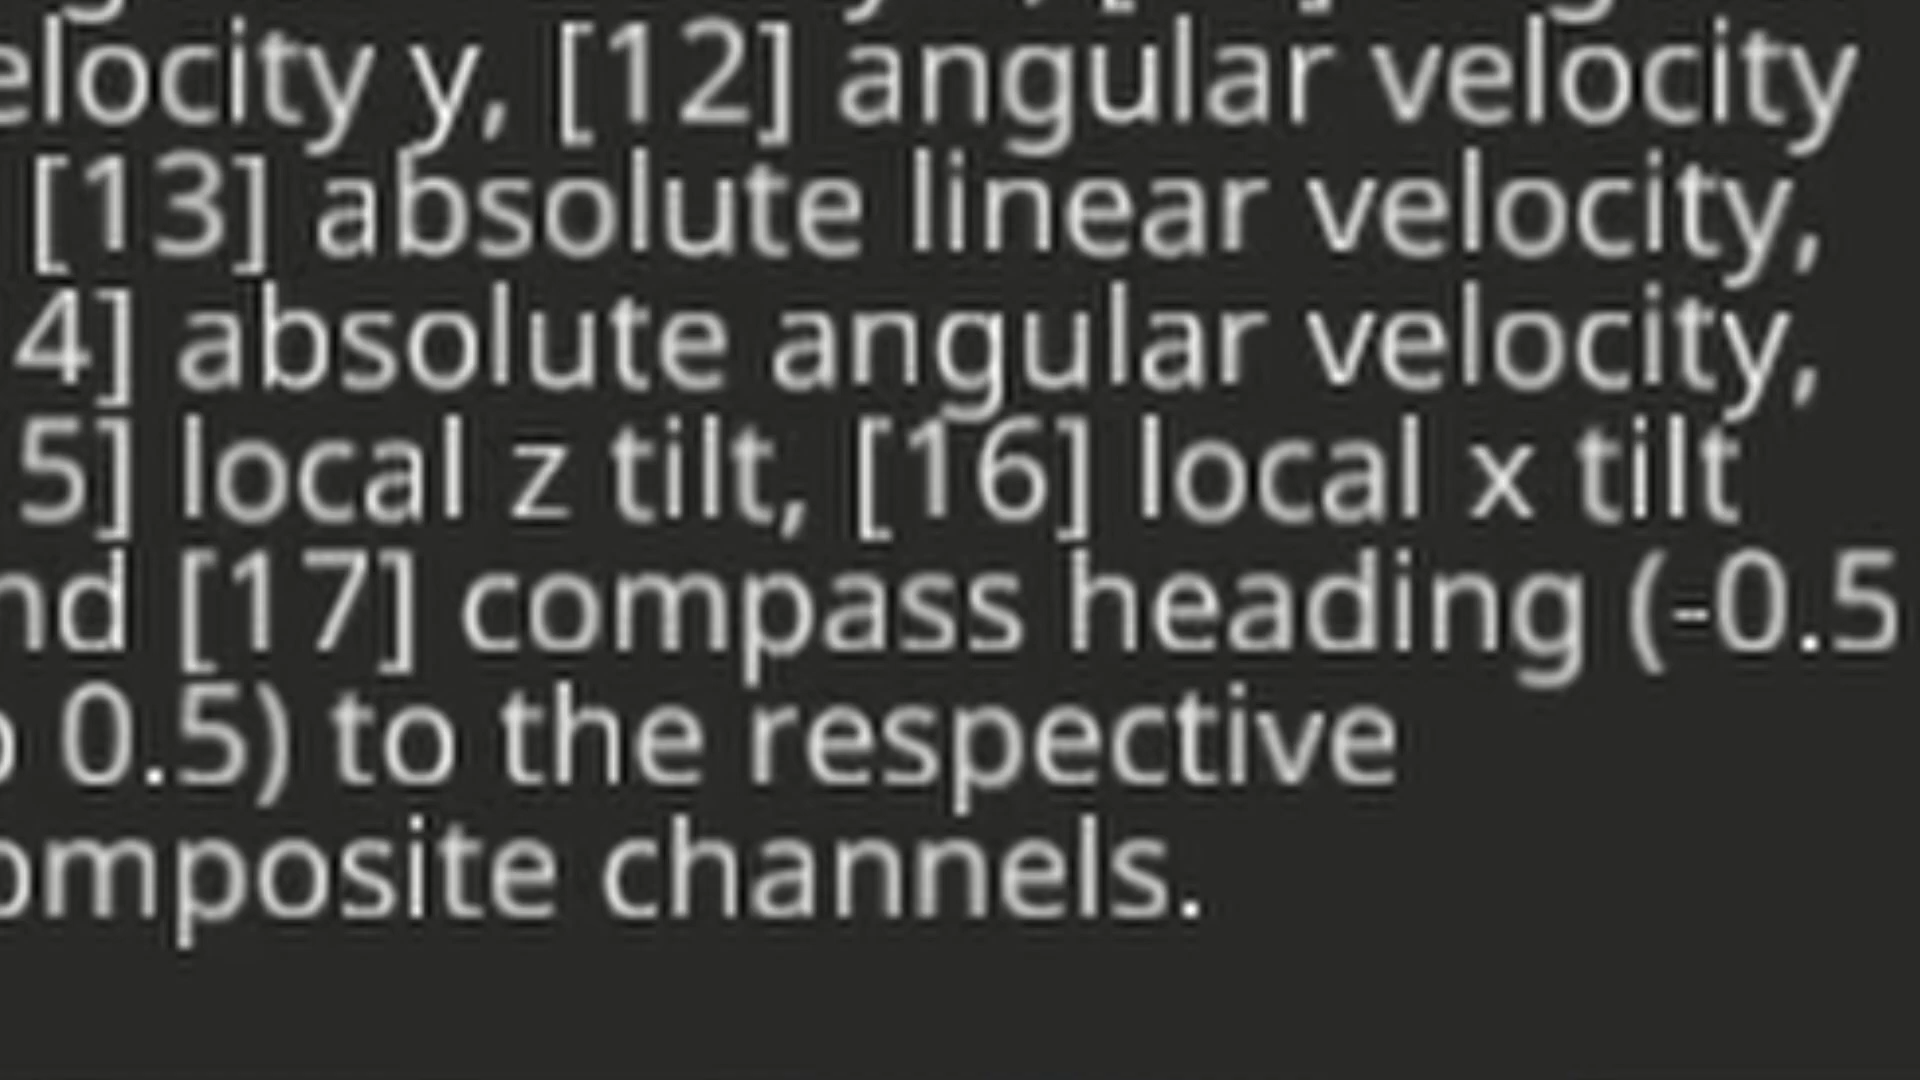 elocity y, [12] angular velocity
[13] absolute linear velocity,
4] absolute angular velocity,
5] local z tilt, [16] local x tilt
nd [17] compass heading (-0.5
o 0.5) to the respective
omposite channels.